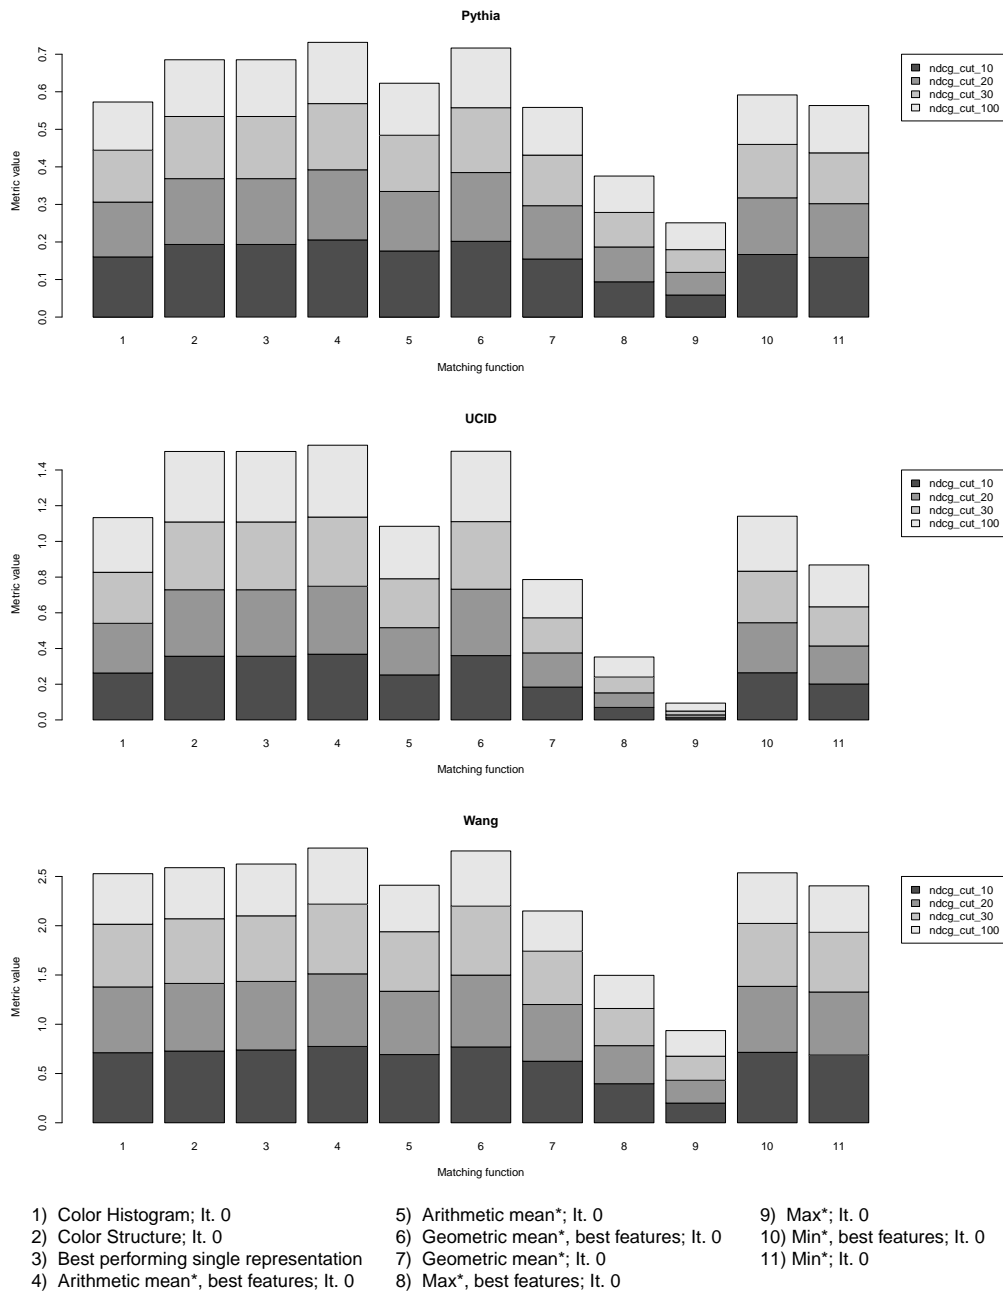 Pythia
Metric value
0.0
0.1
0.2
0.3
0.4
0.5
0.6
0.7
1 2 3 4 5 6 7 8 9 10 11
Matching function
ndcg_cut_10
ndcg_cut_20
ndcg_cut_30
ndcg_cut_100
UCID
Metric value
0.0
0.2
0.4
0.6
0.8
1.0
1.2
1.4
1 2 3 4 5 6 7 8 9 10 11
Matching function
ndcg_cut_10
ndcg_cut_20
ndcg_cut_30
ndcg_cut_100
Wang
Metric value
0.0
0.5
1.0
1.5
2.0
2.5
1 2 3 4 5 6 7 8 9 10 11
Matching function
ndcg_cut_10
ndcg_cut_20
ndcg_cut_30
ndcg_cut_100
1) Color Histogram; It. 0
2) Color Structure; It. 0
3) Best performing single representation
4) Arithmetic mean*, best features; It. 0
5) Arithmetic mean*; It. 0
6) Geometric mean*, best features; It. 0
7) Geometric mean*; It. 0
8) Max*, best features; It. 0
9) Max*; It. 0
10) Min*, best features; It. 0
11) Min*; It. 0